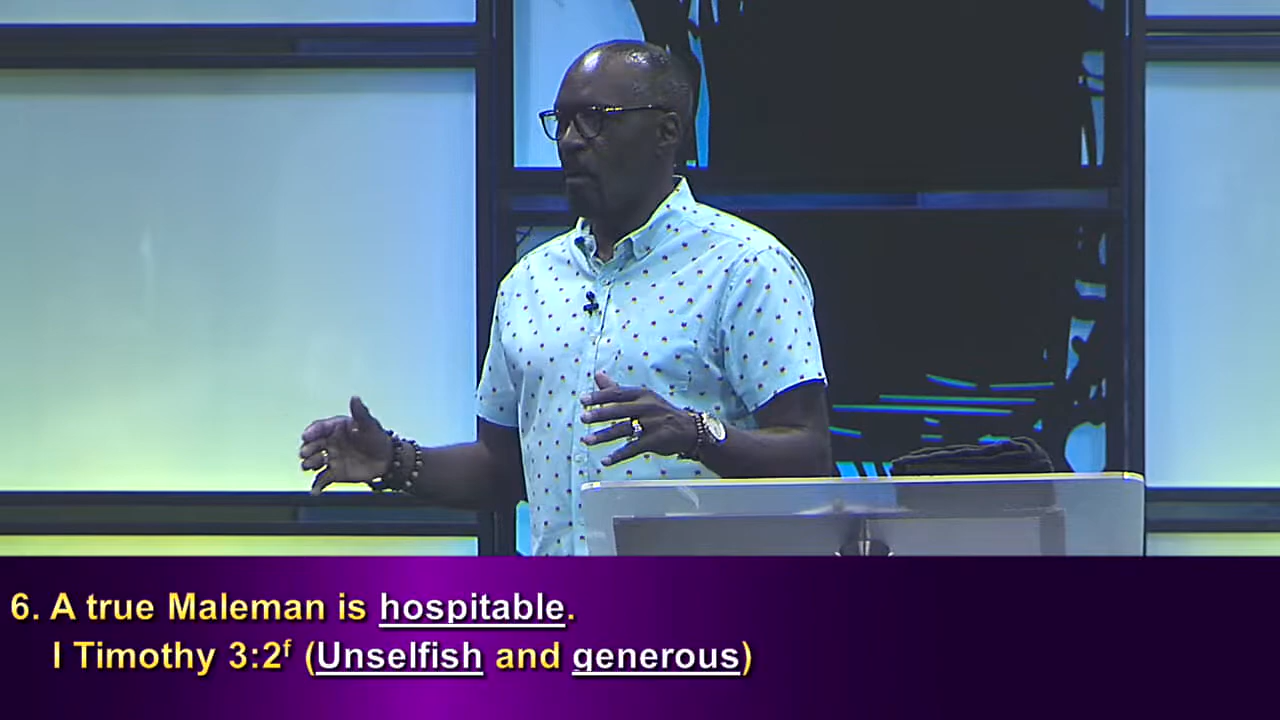 6. A true Maleman is hospitable.
I Timothy 3:2f (Unselfish and generous)